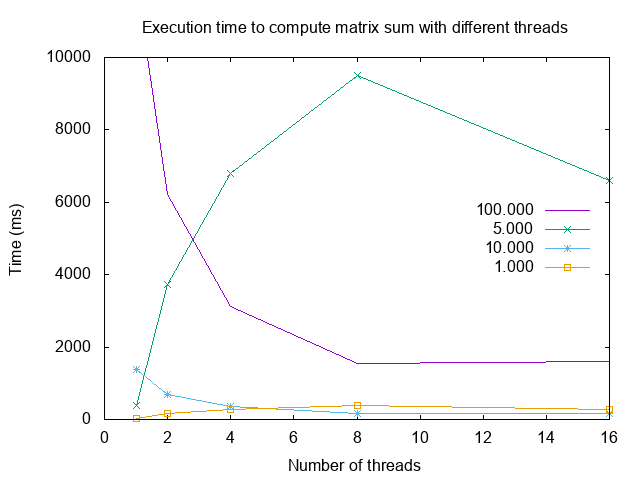 Execution time to compute matrix sum with different threads
10000
8000
6000
4000
2000
0
Time (ms)
100.000
5.000
10.000
1.000
0 2 4 6 8 10 12 14 16
Number of threads